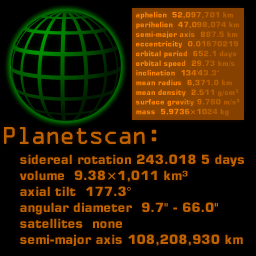 aphelion 52,097,701 km
perihelion 47,098,074 km
semi-major axis 887.5 km
eccentricity 0.01671021
orbital period 652.1 days
orbital speed 29.73 km/s
inclination 13443.3"
mean radius 6,371.0 km
mean density 2,511 g/cm³
surface gravity 9.780 m/s²
mass 5.9736×1024 kg
Planetscan:
sidereal rotation 243.018 5 days
volume 9.38×1,011 km³
axial tilt 177.3°
angular diameter 9.7" - 66.0"
satellites none
semi-major axis 108,208,930 km